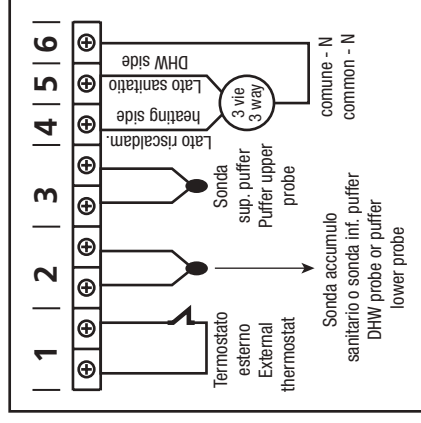 1
2
3
4
5
6
Termostato
esterno
External
thermostat
Sonda accumulo
sanitario o sonda inf. puffer
DHW probe or puffer
lower probe
Sonda
sup. puffer
Puffer upper
probe
Lato riscaldam.
heating side
Lato sanitatio
DHW side
3 vie
3 way
comune - N
common - N